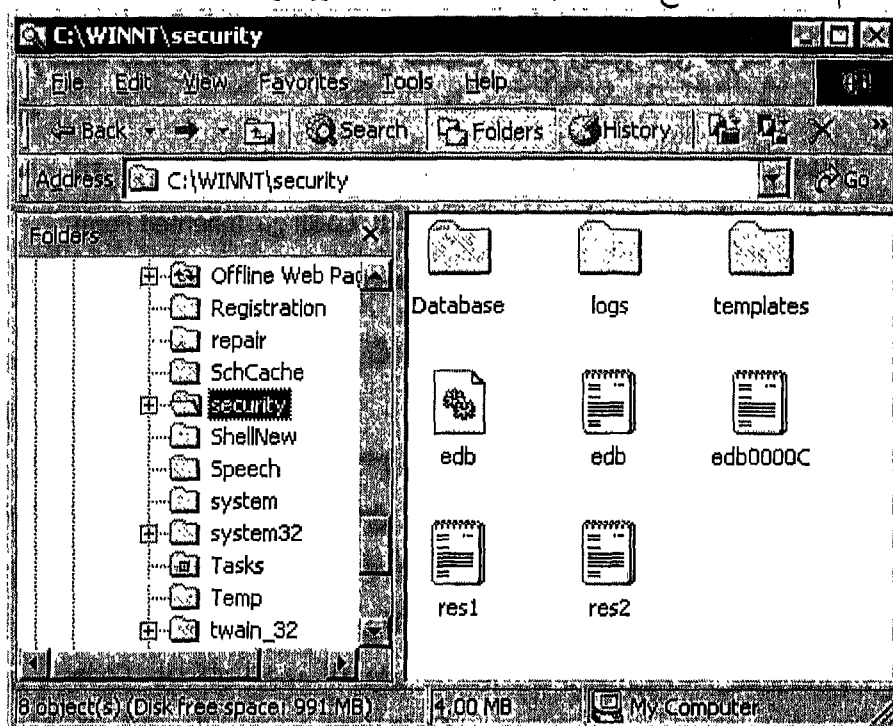 C:\WINNT\security
File Edit View Favorites Tools Help
Back Search Folders History »
Address C:\WINNT\security Go
Folders
Offline Web Pag
Registration
repair
SchCache
security
ShellNew
Speech
system
system32
Tasks
Temp
twain_32
Database logs templates
edb edb edb0000C
res1 res2
8 object(s) (Disk free space: 991 MB) 4,00 MB My Computer